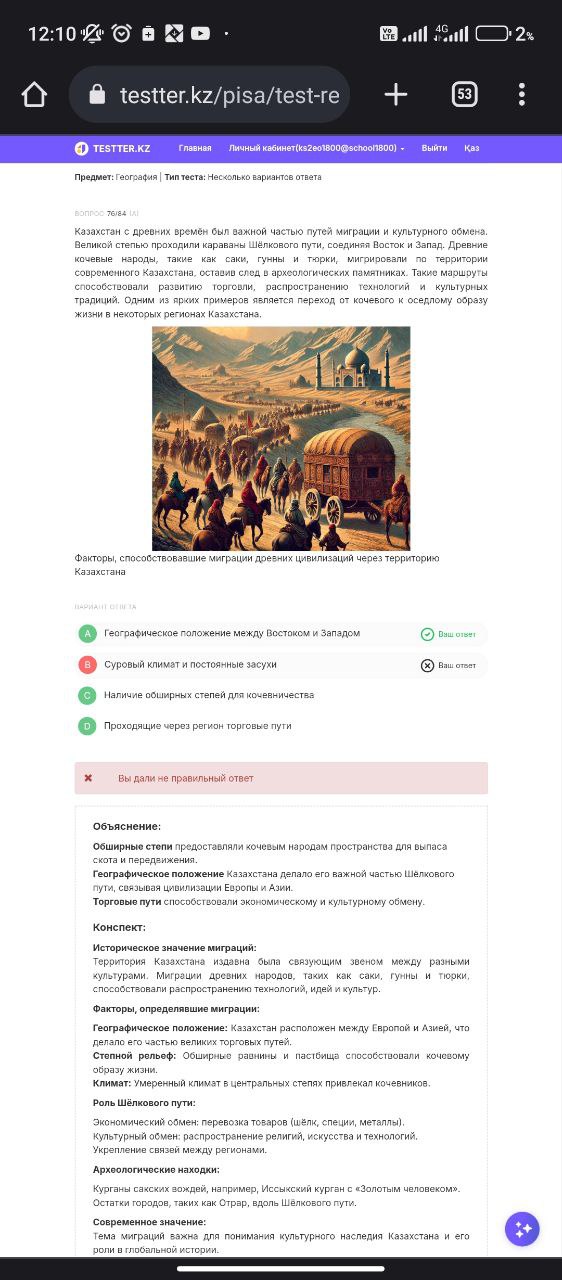 12:10
Vo LTE 4G 2%
testter.kz/pisa/test-re
53
TESTTER.KZ Главная Личный кабинет(ks2eo1800@school1800) Выйти Қаз
Предмет: География | Тип теста: Несколько вариантов ответа
ВОПРОС 76/84 (A)
Казахстан с древних времён был важной частью путей миграции и культурного обмена.
Великой степью проходили караваны Шёлкового пути, соединяя Восток и Запад. Древние
кочевые народы, такие как саки, гунны и тюрки, мигрировали по территории
современного Казахстана, оставив след в археологических памятниках. Такие маршруты
способствовали развитию торговли, распространению технологий и культурных
традиций. Одним из ярких примеров является переход от кочевого к оседлому образу
жизни в некоторых регионах Казахстана.
Факторы, способствовавшие миграции древних цивилизаций через территорию
Казахстана
ВАРИАНТ ОТВЕТА
A Географическое положение между Востоком и Западом Ваш ответ
B Суровый климат и постоянные засухи Ваш ответ
C Наличие обширных степей для кочевничества
D Проходящие через регион торговые пути
Вы дали не правильный ответ
Объяснение:
Обширные степи предоставляли кочевым народам пространства для выпаса
скота и передвижения.
Географическое положение Казахстана делало его важной частью Шёлкового
пути, связывая цивилизации Европы и Азии.
Торговые пути способствовали экономическому и культурному обмену.
Конспект:
Историческое значение миграций:
Территория Казахстана издавна была связующим звеном между разными
культурами. Миграции древних народов, таких как саки, гунны и тюрки,
способствовали распространению технологий, идей и культур.
Факторы, определявшие миграции:
Географическое положение: Казахстан расположен между Европой и Азией, что
делало его частью великих торговых путей.
Степной рельеф: Обширные равнины и пастбища способствовали кочевому
образу жизни.
Климат: Умеренный климат в центральных степях привлекал кочевников.
Роль Шёлкового пути:
Экономический обмен: перевозка товаров (шёлк, специи, металлы).
Культурный обмен: распространение религий, искусства и технологий.
Укрепление связей между регионами.
Археологические находки:
Курганы сакских вождей, например, Иссыкский курган с «Золотым человеком».
Остатки городов, таких как Отрар, вдоль Шёлкового пути.
Современное значение:
Тема миграций важна для понимания культурного наследия Казахстана и его
роли в глобальной истории.